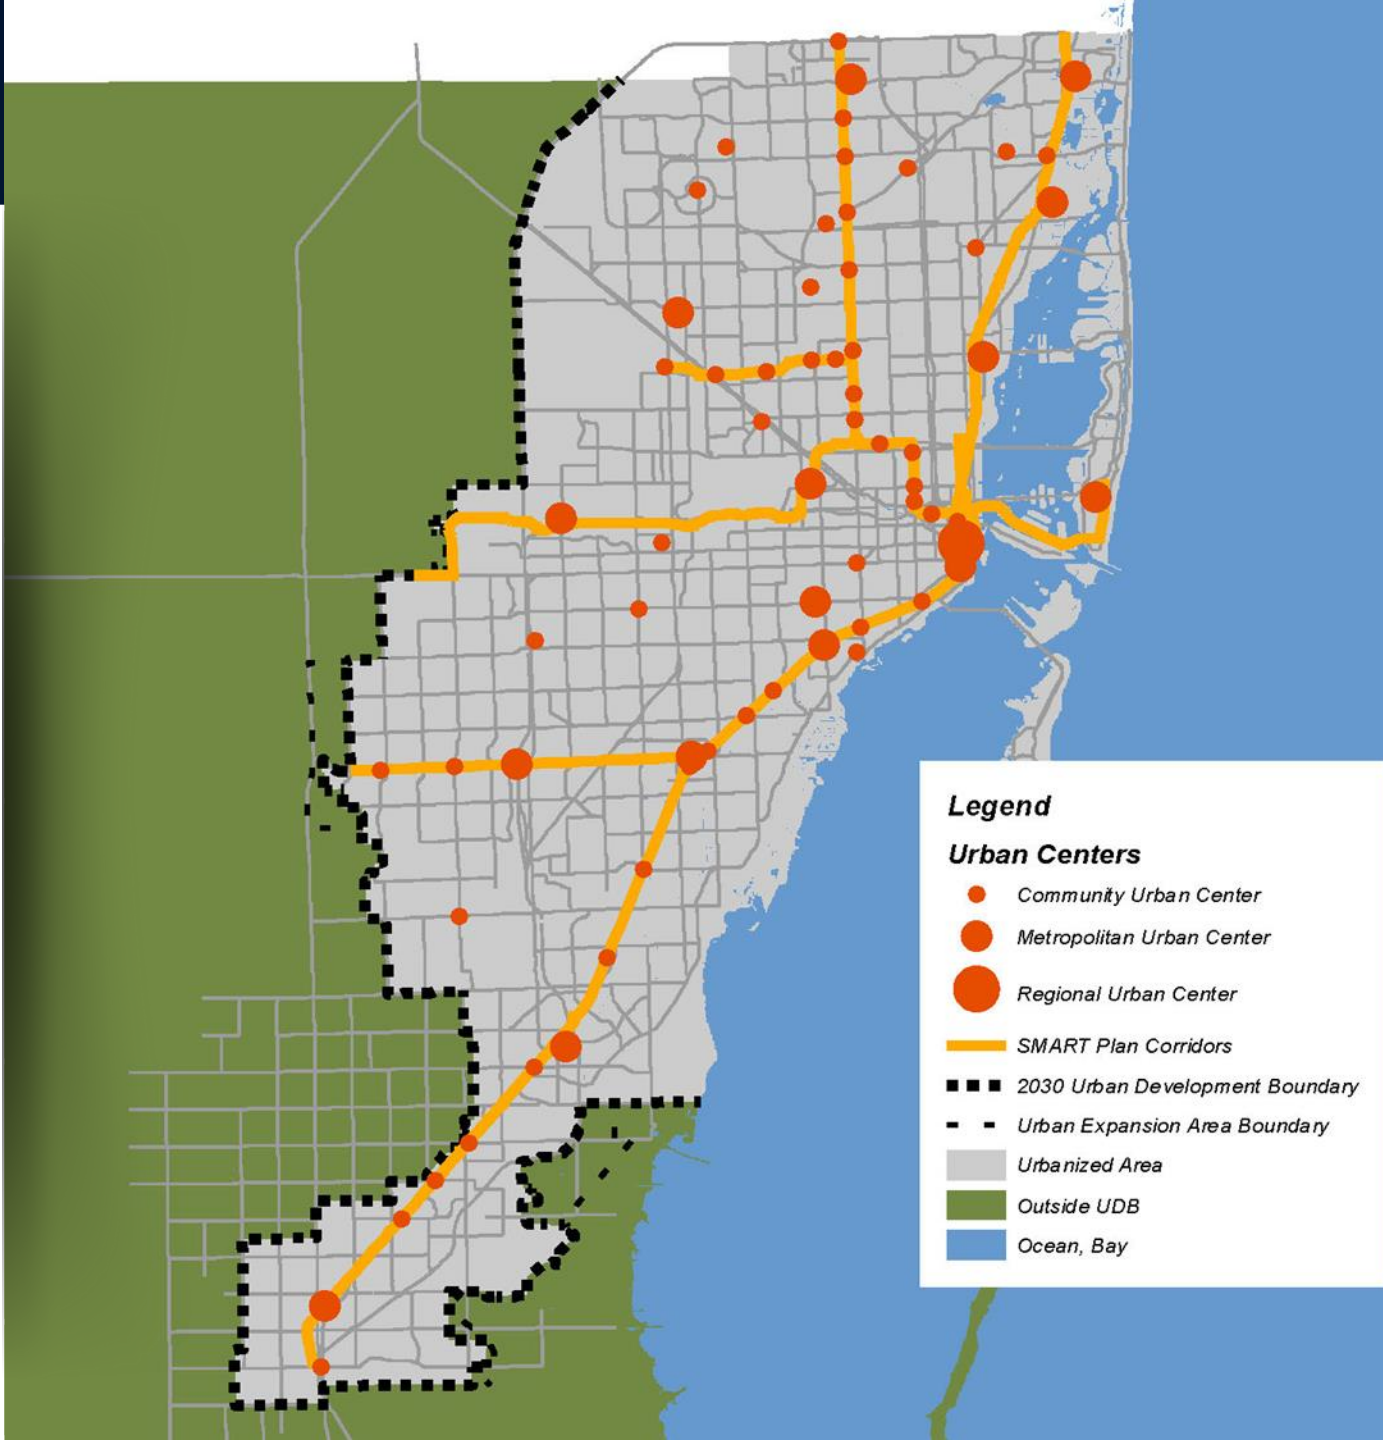 Legend
Urban Centers
Community Urban Center
Metropolitan Urban Center
Regional Urban Center
SMART Plan Corridors
2030 Urban Development Boundary
Urban Expansion Area Boundary
Urbanized Area
Outside UDB
Ocean, Bay